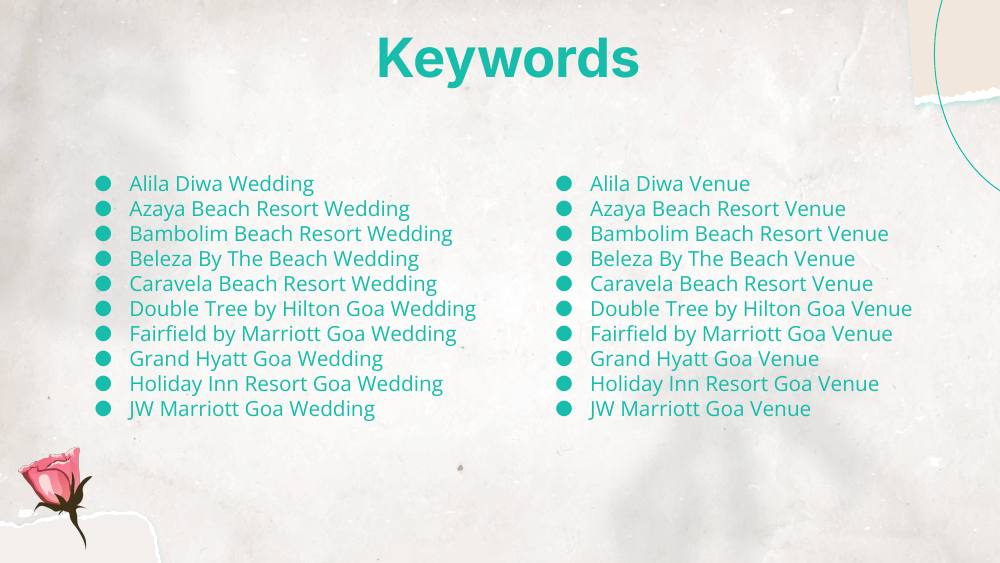 Keywords
● Alila Diwa Wedding
● Azaya Beach Resort Wedding
● Bambolim Beach Resort Wedding
● Beleza By The Beach Wedding
● Caravela Beach Resort Wedding
● Double Tree by Hilton Goa Wedding
● Fairfield by Marriott Goa Wedding
● Grand Hyatt Goa Wedding
● Holiday Inn Resort Goa Wedding
● JW Marriott Goa Wedding
● Alila Diwa Venue
● Azaya Beach Resort Venue
● Bambolim Beach Resort Venue
● Beleza By The Beach Venue
● Caravela Beach Resort Venue
● Double Tree by Hilton Goa Venue
● Fairfield by Marriott Goa Venue
● Grand Hyatt Goa Venue
● Holiday Inn Resort Goa Venue
● JW Marriott Goa Venue